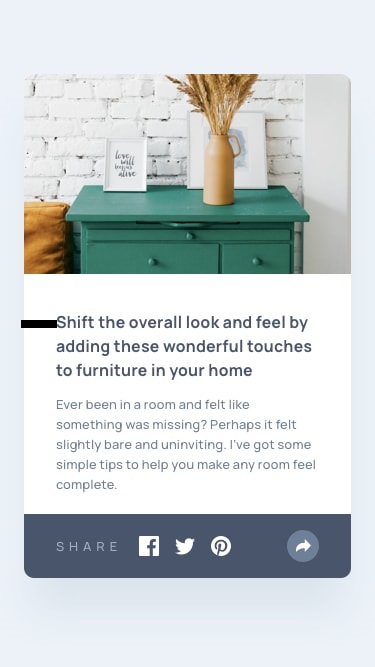 love
will
begin as
alive
Shift the overall look and feel by
adding these wonderful touches
to furniture in your home
Ever been in a room and felt like
something was missing? Perhaps it felt
slightly bare and uninviting. I've got some
simple tips to help you make any room feel
complete.
SHARE